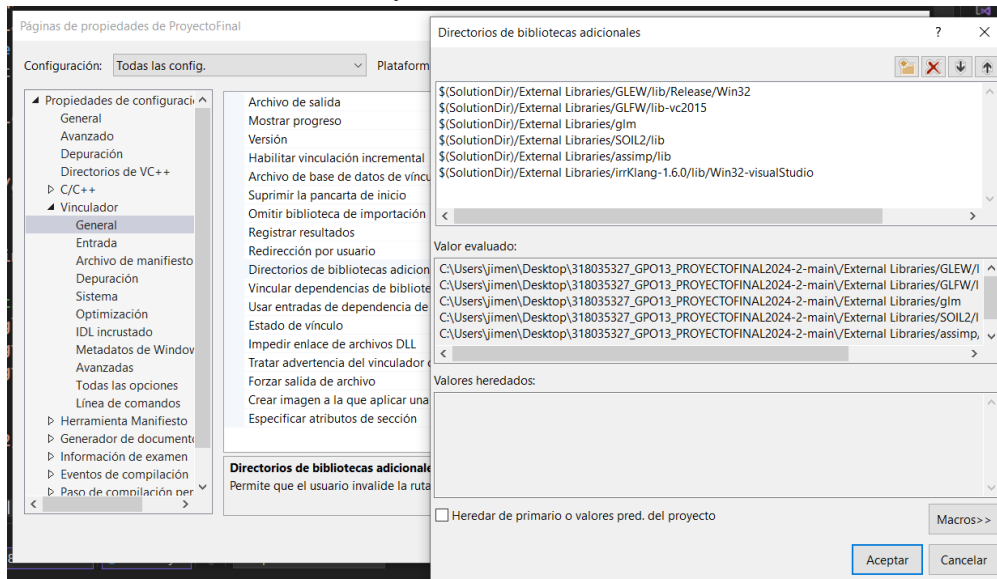 Páginas de propiedades de ProyectoFinal
Configuración: Todas las config. Plataform
Propiedades de configuraci
General
Avanzado
Depuración
Directorios de VC++
C/C++
Vinculador
General
Entrada
Archivo de manifiesto
Depuración
Sistema
Optimización
IDL incrustado
Metadatos de Window
Avanzadas
Todas las opciones
Línea de comandos
Herramienta Manifiesto
Generador de document
Información de examen
Eventos de compilación
Paso de compilación per
Archivo de salida
Mostrar progreso
Versión
Habilitar vinculación incremental
Archivo de base de datos de víncu
Suprimir la pancarta de inicio
Omitir biblioteca de importación
Registrar resultados
Redirección por usuario
Directorios de bibliotecas adicion
Vincular dependencias de bibliote
Usar entradas de dependencia de
Estado de vínculo
Impedir enlace de archivos DLL
Tratar advertencia del vinculador
Forzar salida de archivo
Crear imagen a la que aplicar una
Especificar atributos de sección
Directorios de bibliotecas adicionale
Permite que el usuario invalide la ruta
Directorios de bibliotecas adicionales
$(SolutionDir)/External Libraries/GLEW/lib/Release/Win32
$(SolutionDir)/External Libraries/GLFW/lib-vc2015
$(SolutionDir)/External Libraries/glm
$(SolutionDir)/External Libraries/SOIL2/lib
$(SolutionDir)/External Libraries/assimp/lib
$(SolutionDir)/External Libraries/irrKlang-1.6.0/lib/Win32-visualStudio
Valor evaluado:
C:\Users\jimen\Desktop\318035327_GPO13_PROYECTOFINAL2024-2-main\/External Libraries/GLEW/l
C:\Users\jimen\Desktop\318035327_GPO13_PROYECTOFINAL2024-2-main\/External Libraries/GLFW/l
C:\Users\jimen\Desktop\318035327_GPO13_PROYECTOFINAL2024-2-main\/External Libraries/glm
C:\Users\jimen\Desktop\318035327_GPO13_PROYECTOFINAL2024-2-main\/External Libraries/SOIL2/l
C:\Users\jimen\Desktop\318035327_GPO13_PROYECTOFINAL2024-2-main\/External Libraries/assimp,
Valores heredados:
Heredar de primario o valores pred. del proyecto
Macros>>
Aceptar Cancelar